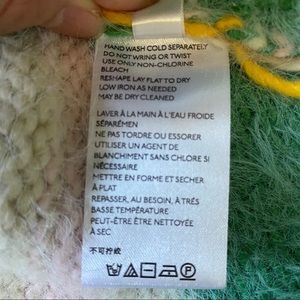 HAND WASH COLD SEPARATELY
DO NOT WRING OR TWIST
USE ONLY NON-CHLORINE
BLEACH
RESHAPE LAY FLAT TO DRY
LOW IRON AS NEEDED
MAY BE DRY CLEANED
LAVER À LA MAIN À L'EAU FROIDE
SÉPARÉMEN
NE PAS TORDRE OU ESSORER
UTILISER UN AGENT DE
BLANCHIMENT SANS CHLORE SI
NÉCESSAIRE
METTRE EN FORME ET SECHER
À PLAT
REPASSER, AU BESOIN, À TRÈS
BASSE TEMPÉRATURE
PEUT-ÊTRE NETTOYÉE
À SEC
不可拧绞